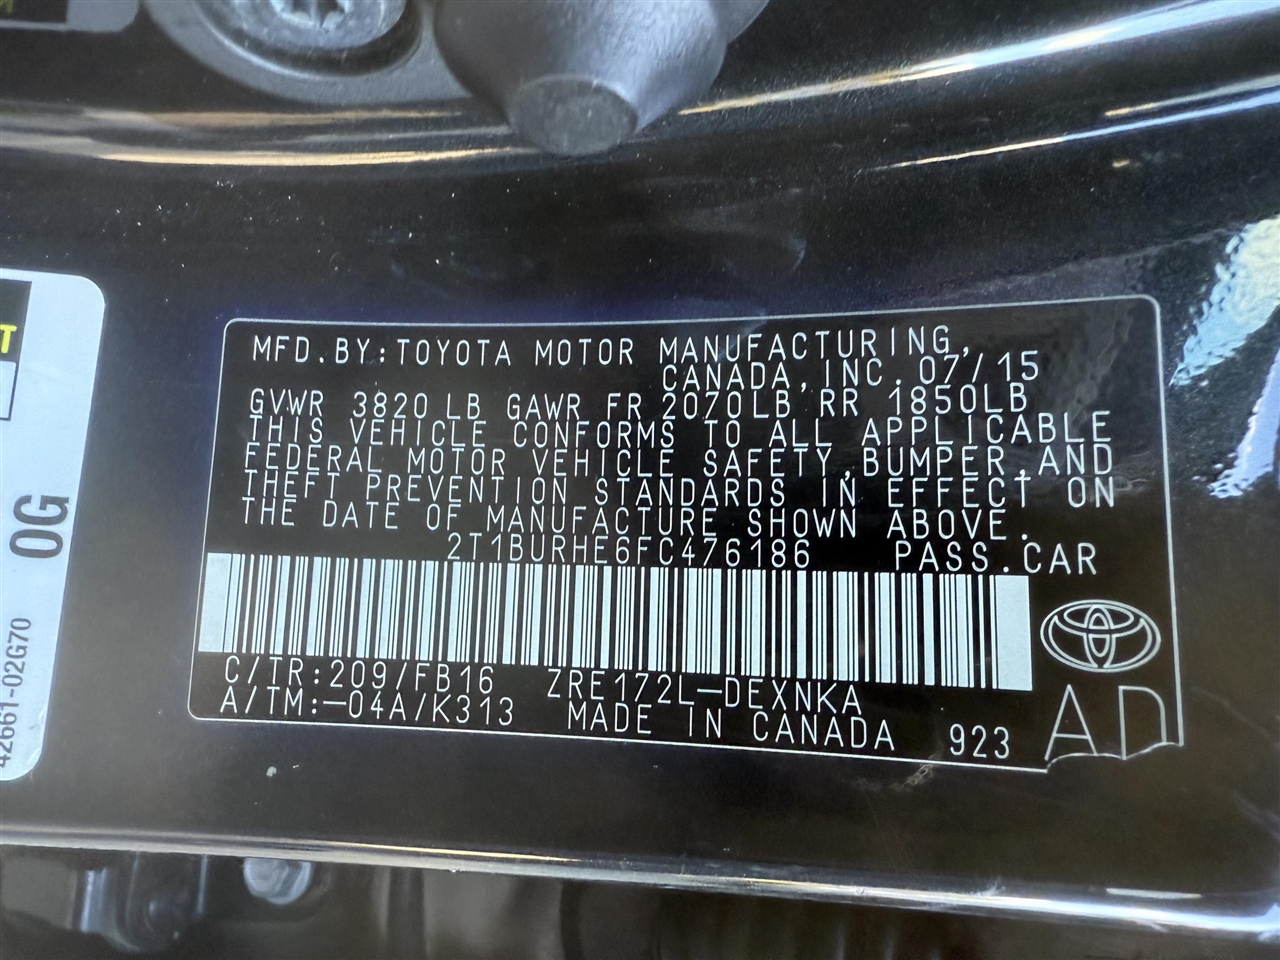 MFD.BY:TOYOTA MOTOR MANUFACTURING,
CANADA,INC.07/15
GVWR 3820LB GAWR FR 2070LB RR 1850LB
THIS VEHICLE CONFORMS TO ALL APPLICABLE
FEDERAL MOTOR VEHICLE SAFETY,BUMPER,AND
THEFT PREVENTION STANDARDS IN EFFECT ON
THE DATE OF MANUFACTURE SHOWN ABOVE.
2T1BURHE6FC476186 PASS.CAR
C/TR:209/FB16 ZRE172L-DEXNKA
A/TM:-04A/K313 MADE IN CANADA 923
AD
T
0G
42661-02G70